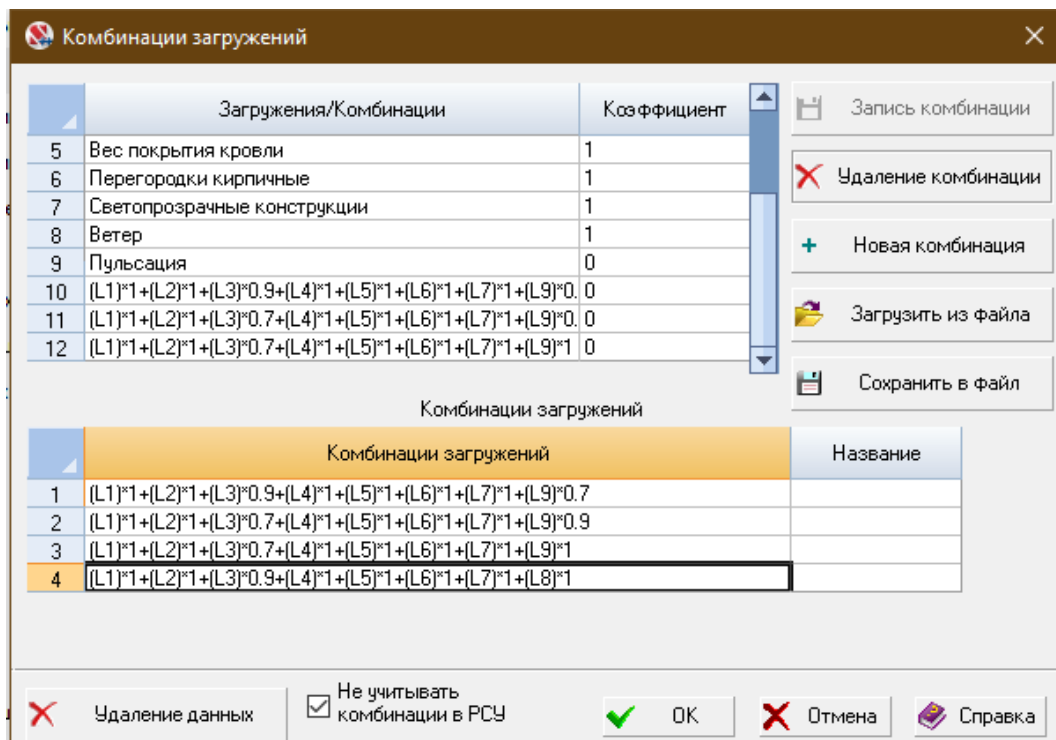 Комбинации загружений
Загружения/Комбинации Коэффициент
5 Вес покрытия кровли 1
6 Перегородки кирпичные 1
7 Светопрозрачные конструкции 1
8 Ветер 1
9 Пульсация 0
10 (L1)*1+(L2)*1+(L3)*0.9+(L4)*1+(L5)*1+(L6)*1+(L7)*1+(L9)*0. 0
11 (L1)*1+(L2)*1+(L3)*0.7+(L4)*1+(L5)*1+(L6)*1+(L7)*1+(L9)*0. 0
12 (L1)*1+(L2)*1+(L3)*0.7+(L4)*1+(L5)*1+(L6)*1+(L7)*1+(L9)*1 0
Запись комбинации
Удаление комбинации
Новая комбинация
Загрузить из файла
Сохранить в файл
Комбинации загружений
Комбинации загружений Название
1 (L1)*1+(L2)*1+(L3)*0.9+(L4)*1+(L5)*1+(L6)*1+(L7)*1+(L9)*0.7
2 (L1)*1+(L2)*1+(L3)*0.7+(L4)*1+(L5)*1+(L6)*1+(L7)*1+(L9)*0.9
3 (L1)*1+(L2)*1+(L3)*0.7+(L4)*1+(L5)*1+(L6)*1+(L7)*1+(L9)*1
4 (L1)*1+(L2)*1+(L3)*0.9+(L4)*1+(L5)*1+(L6)*1+(L7)*1+(L8)*1
Удаление данных
Не учитывать
комбинации в РСУ
OK
Отмена
Справка